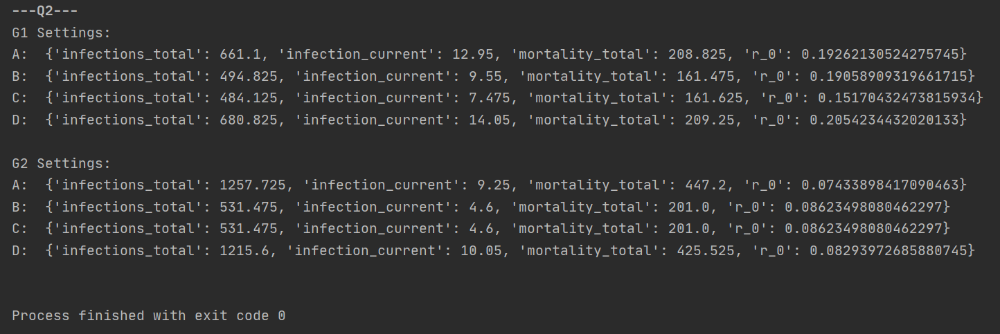 ---Q2---
G1 Settings:
A:  {'infections_total': 661.1, 'infection_current': 12.95, 'mortality_total': 208.825, 'r_0': 0.19262130524275745}
B:  {'infections_total': 494.825, 'infection_current': 9.55, 'mortality_total': 161.475, 'r_0': 0.19058909319661715}
C:  {'infections_total': 484.125, 'infection_current': 7.475, 'mortality_total': 161.625, 'r_0': 0.15170432473815934}
D:  {'infections_total': 680.825, 'infection_current': 14.05, 'mortality_total': 209.25, 'r_0': 0.2054234432020133}
G2 Settings:
A:  {'infections_total': 1257.725, 'infection_current': 9.25, 'mortality_total': 447.2, 'r_0': 0.07433898417090463}
B:  {'infections_total': 531.475, 'infection_current': 4.6, 'mortality_total': 201.0, 'r_0': 0.08623498080462297}
C:  {'infections_total': 531.475, 'infection_current': 4.6, 'mortality_total': 201.0, 'r_0': 0.08623498080462297}
D:  {'infections_total': 1215.6, 'infection_current': 10.05, 'mortality_total': 425.525, 'r_0': 0.08293972685880745}
Process finished with exit code 0